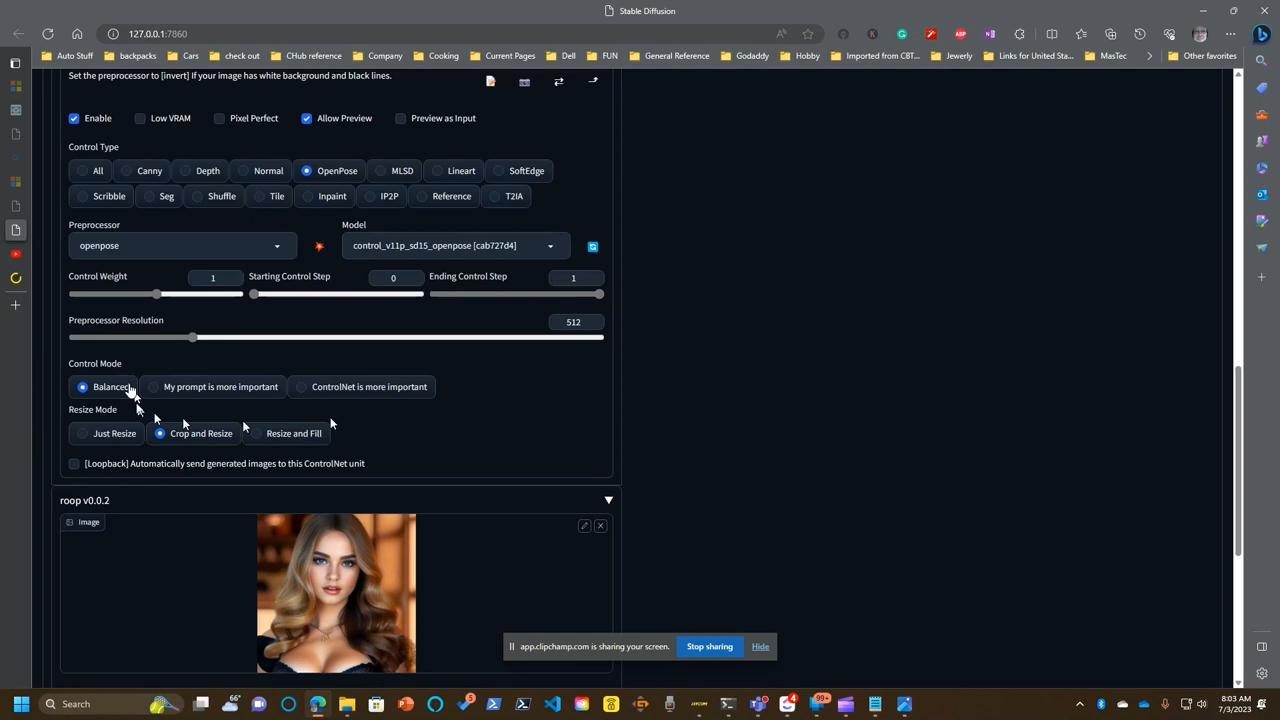 Stable Diffusion
127.0.0.1:7860
Auto Stuff backpacks Cars check out CHub reference Company Cooking Current Pages Dell FUN General Reference Godaddy Hobby Imported from CBT... Jewerly Links for United Sta... MasTec Other favorites
Set the preprocessor to [invert] If your image has white background and black lines.
Enable Low VRAM Pixel Perfect Allow Preview Preview as Input
Control Type
All Canny Depth Normal OpenPose MLSD Lineart SoftEdge
Scribble Seg Shuffle Tile Inpaint IP2P Reference T2IA
Preprocessor Model
openpose control_v11p_sd15_openpose [cab727d4]
Control Weight 1 Starting Control Step 0 Ending Control Step 1
Preprocessor Resolution 512
Control Mode
Balanced My prompt is more important ControlNet is more important
Resize Mode
Just Resize Crop and Resize Resize and Fill
[Loopback] Automatically send generated images to this ControlNet unit
roop v0.0.2
Image
app.clipchamp.com is sharing your screen. Stop sharing Hide
Search 66° 5 4 99+ 8:03 AM
7/3/2023